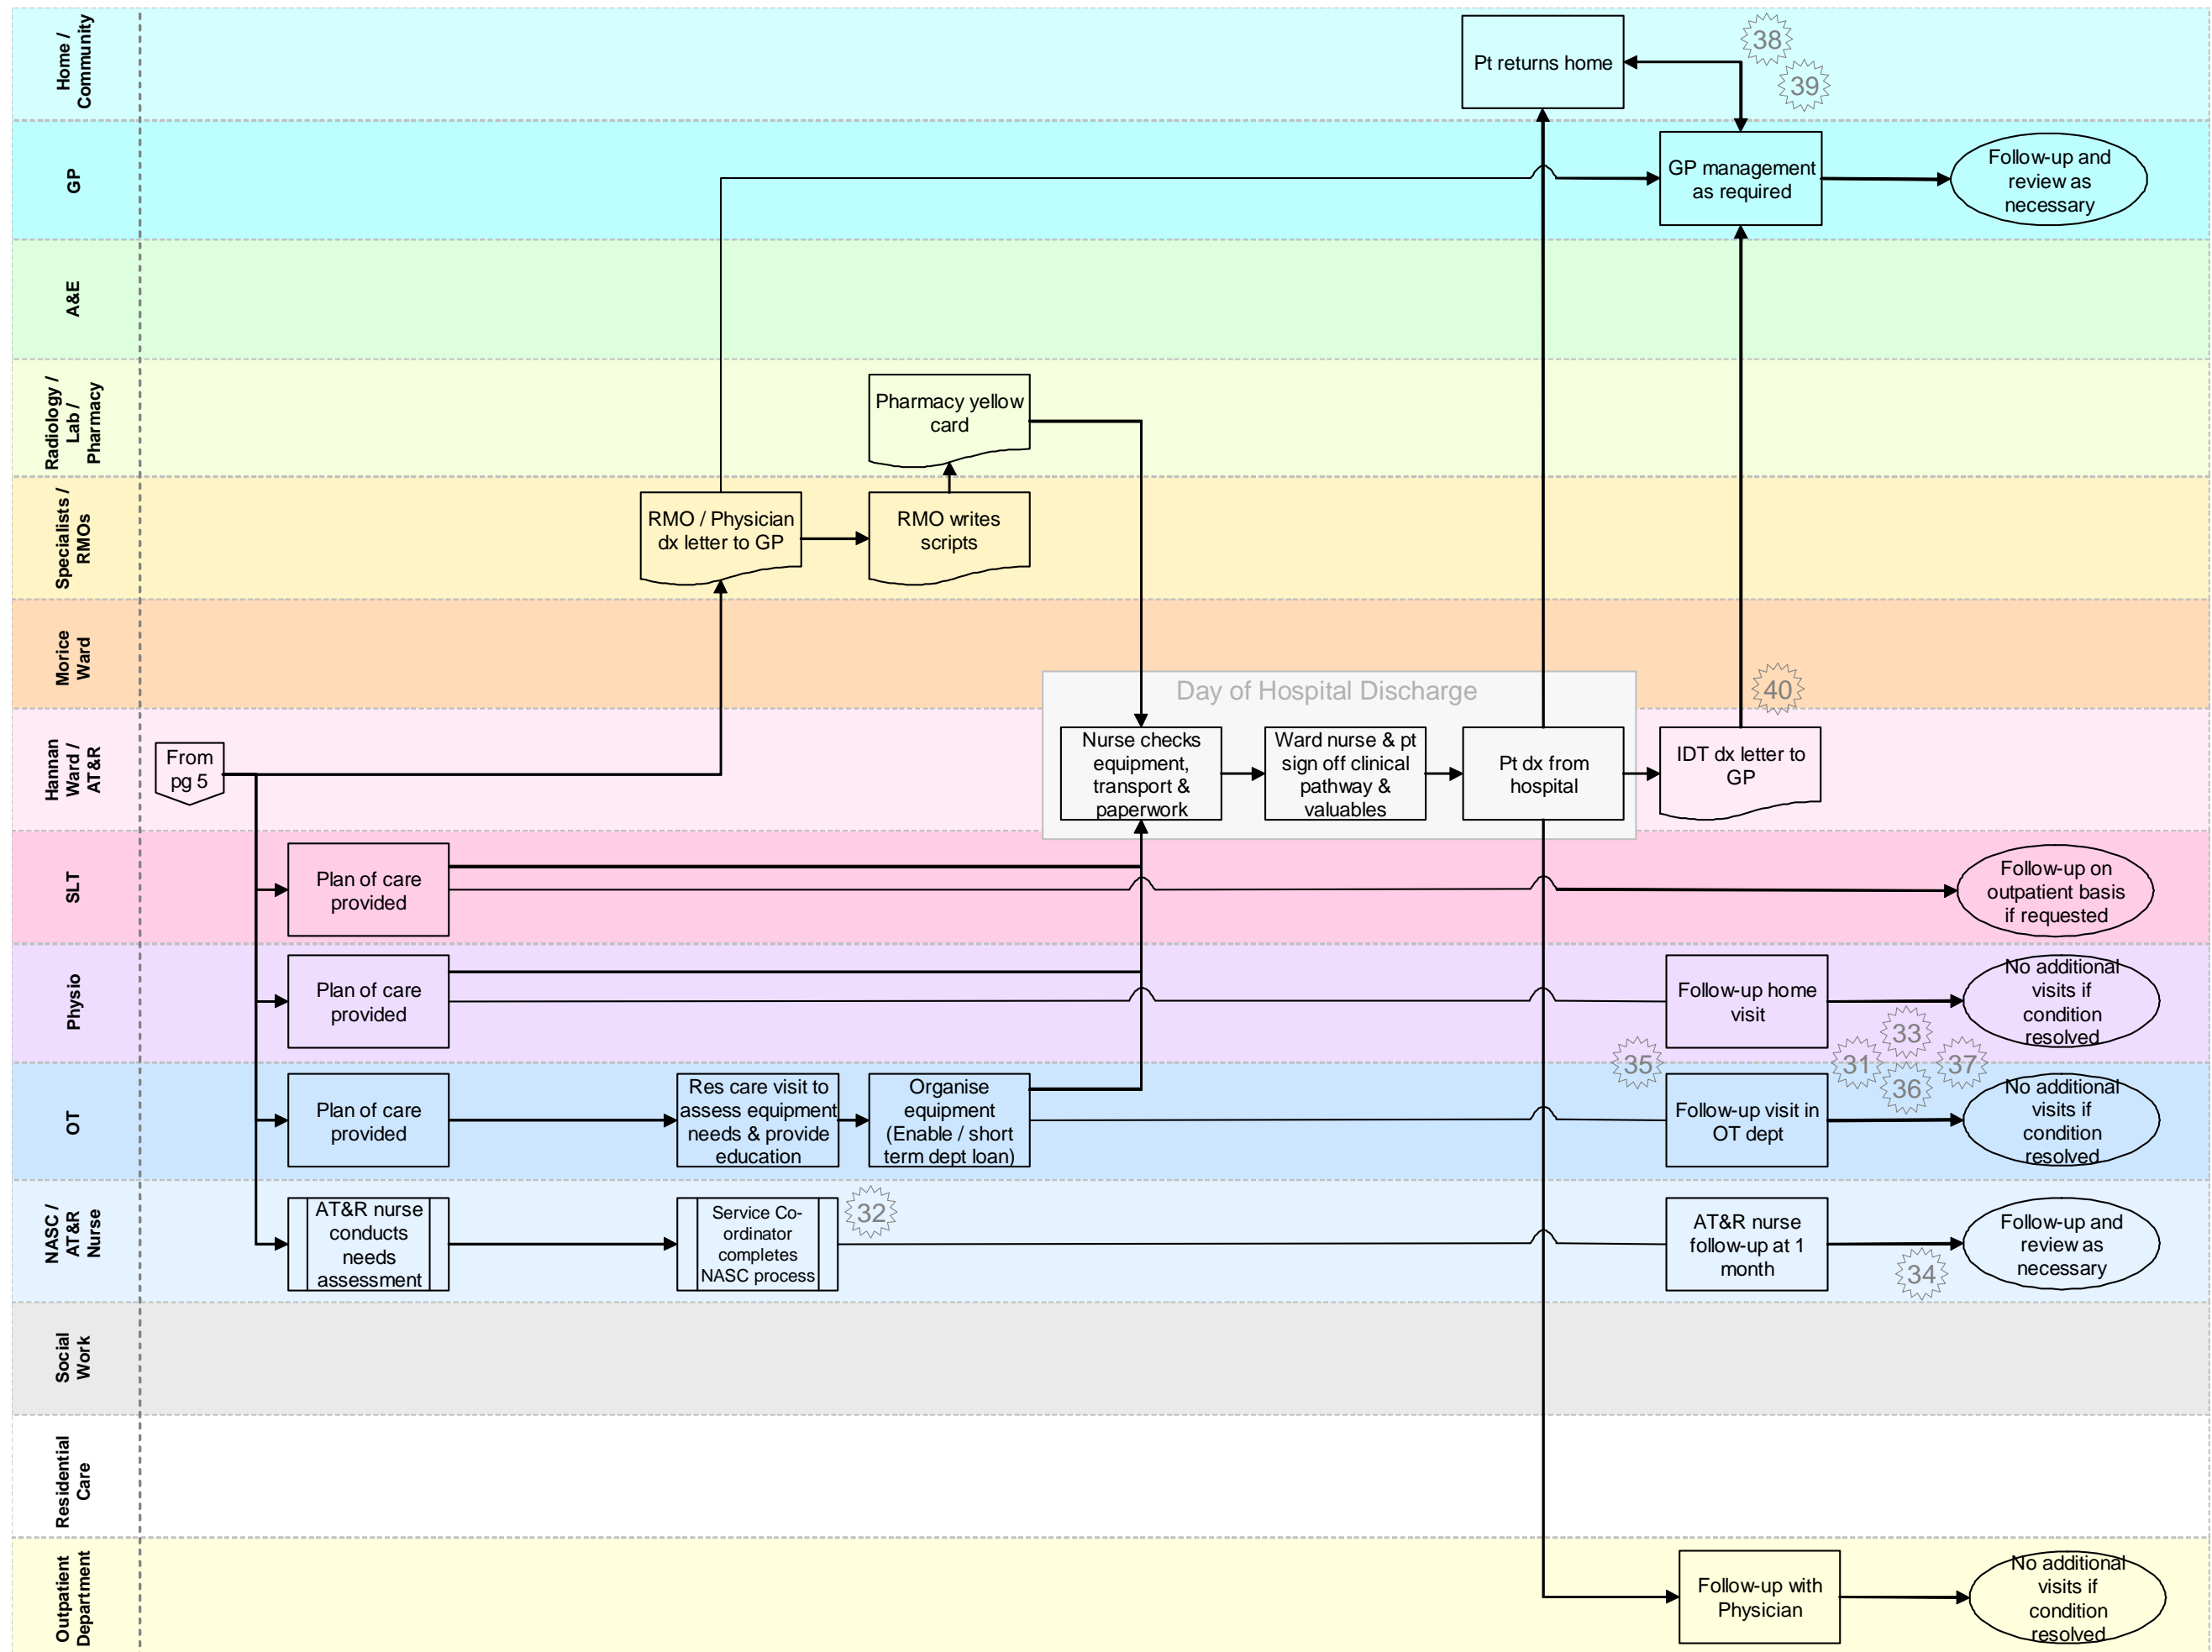 Home /
Community
Pt returns home
38
39
GP
GP management
as required
Follow-up and
review as
necessary
A&E
Radiology /
Lab /
Pharmacy
Pharmacy yellow
card
Specialists /
RMOs
RMO / Physician
dx letter to GP
RMO writes
scripts
Morice
Ward
Day of Hospital Discharge
40
Hannan
Ward /
AT&R
From
pg 5
Nurse checks
equipment,
transport &
paperwork
Ward nurse & pt
sign off clinical
pathway &
valuables
Pt dx from
hospital
IDT dx letter to
GP
SLT
Plan of care
provided
Follow-up on
outpatient basis
if requested
Physio
Plan of care
provided
Follow-up home
visit
No additional
visits if
condition
resolved
33
35
31
37
36
OT
Plan of care
provided
Res care visit to
assess equipment
needs & provide
education
Organise
equipment
(Enable / short
term dept loan)
Follow-up visit in
OT dept
No additional
visits if
condition
resolved
NASC /
AT&R
Nurse
AT&R nurse
conducts
needs
assessment
Service Co-
ordinator
completes
NASC process
32
AT&R nurse
follow-up at 1
month
34
Follow-up and
review as
necessary
Social
Work
Residential
Care
Outpatient
Department
Follow-up with
Physician
No additional
visits if
condition
resolved